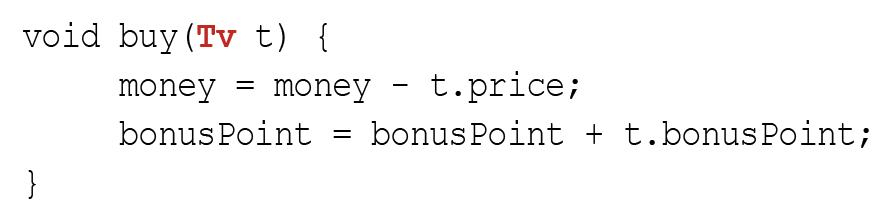 void buy(Tv t) {
money = money - t.price;
bonusPoint = bonusPoint + t.bonusPoint;
}